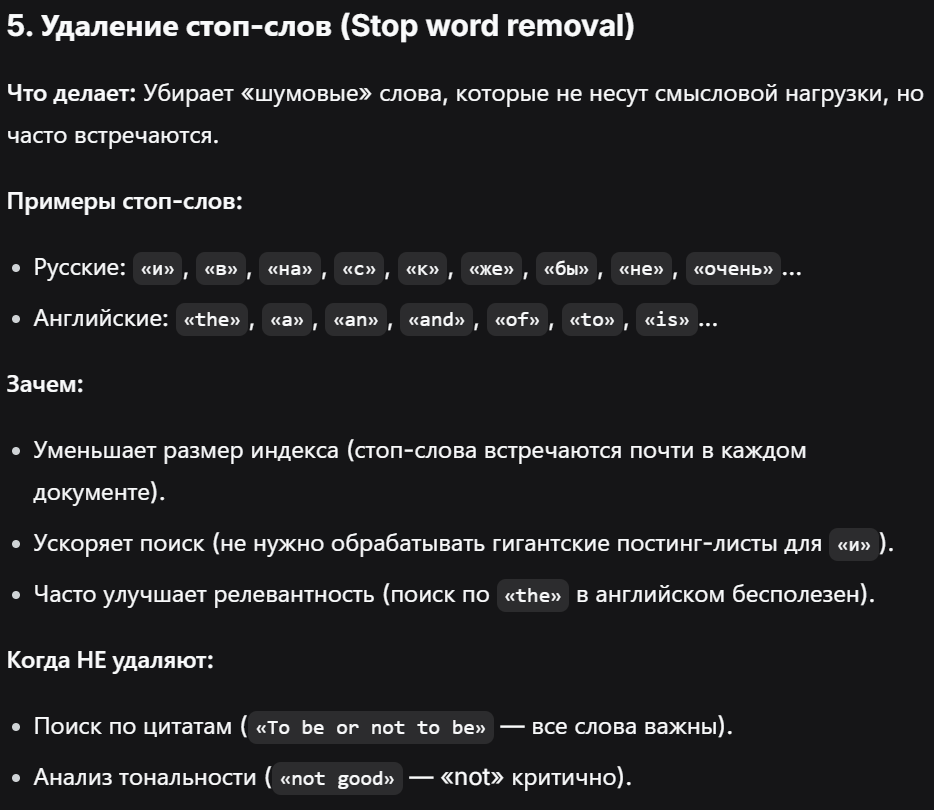 5. Удаление стоп-слов (Stop word removal)
Что делает: Убирает «шумовые» слова, которые не несут смысловой нагрузки, но
часто встречаются.
Примеры стоп-слов:
• Русские: «и», «в», «на», «с», «к», «же», «бы», «не», «очень»...
• Английские: «the», «a», «an», «and», «of», «to», «is»...
Зачем:
• Уменьшает размер индекса (стоп-слова встречаются почти в каждом
документе).
• Ускоряет поиск (не нужно обрабатывать гигантские постинг-листы для «и»).
• Часто улучшает релевантность (поиск по «the» в английском бесполезен).
Когда НЕ удаляют:
• Поиск по цитатам («To be or not to be» — все слова важны).
• Анализ тональности («not good» — «not» критично).